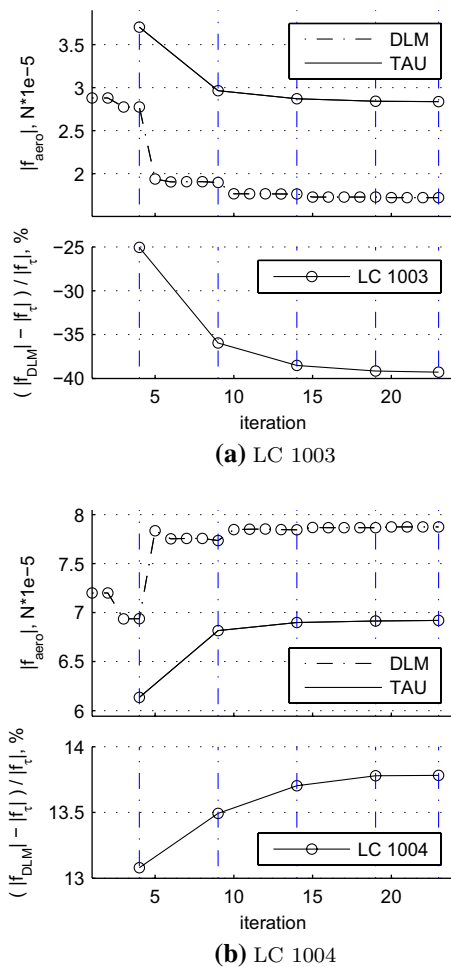 3.5
3
2.5
2
|f_aero|, N*1e-5
DLM
TAU
−25
−30
−35
−40
( |f_DLM| − |f_τ| ) / |f_τ|, %
LC 1003
5 10 15 20
iteration
(a) LC 1003
8
7.5
7
6.5
6
|f_aero|, N*1e-5
DLM
TAU
14
13.5
13
( |f_DLM| − |f_τ| ) / |f_τ|, %
LC 1004
5 10 15 20
iteration
(b) LC 1004